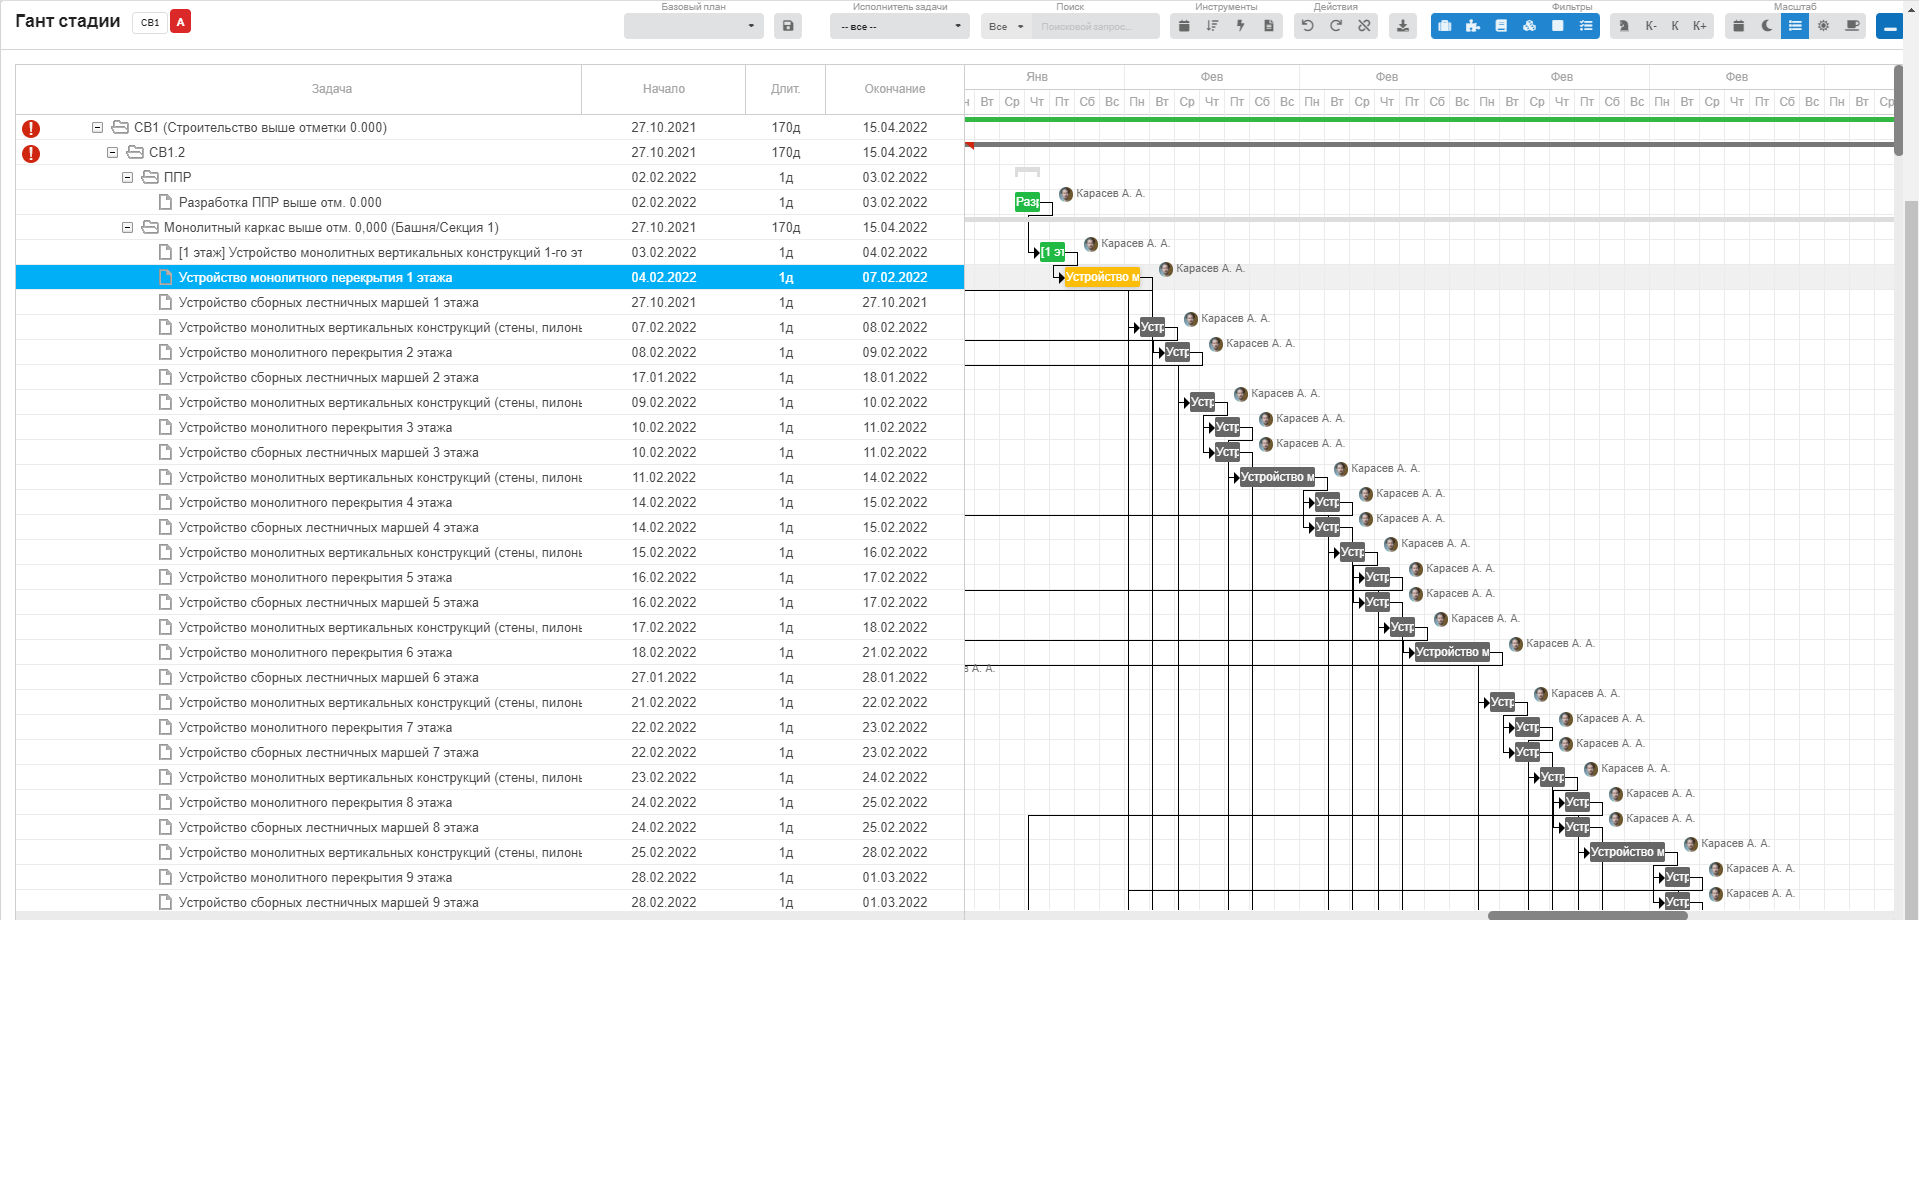 Гант стадии СВ1 А
Базовый план
Исполнитель задачи
-- все --
Поиск
Все Поисковой запрос...
Инструменты
Действия
Фильтры
К- К К+
Масштаб
Задача Начало Длит. Окончание
Янв Фев Фев Фев Фев
Вт Ср Чт Пт Сб Вс Пн Вт Ср Чт Пт Сб Вс Пн Вт Ср Чт Пт Сб Вс Пн Вт Ср Чт Пт Сб Вс Пн Вт Ср Чт Пт Сб Вс Пн Вт Ср
СВ1 (Строительство выше отметки 0.000) 27.10.2021 170д 15.04.2022
СВ1.2 27.10.2021 170д 15.04.2022
ППР 02.02.2022 1д 03.02.2022
Разработка ППР выше отм. 0.000 02.02.2022 1д 03.02.2022 Разр Карасев А. А.
Монолитный каркас выше отм. 0,000 (Башня/Секция 1) 27.10.2021 170д 15.04.2022
[1 этаж] Устройство монолитных вертикальных конструкций 1-го эт 03.02.2022 1д 04.02.2022 [1 эт Карасев А. А.
Устройство монолитного перекрытия 1 этажа 04.02.2022 1д 07.02.2022 Устройство м Карасев А. А.
Устройство сборных лестничных маршей 1 этажа 27.10.2021 1д 27.10.2021
Устройство монолитных вертикальных конструкций (стены, пилоны 07.02.2022 1д 08.02.2022 Устр Карасев А. А.
Устройство монолитного перекрытия 2 этажа 08.02.2022 1д 09.02.2022 Устр Карасев А. А.
Устройство сборных лестничных маршей 2 этажа 17.01.2022 1д 18.01.2022
Устройство монолитных вертикальных конструкций (стены, пилоны 09.02.2022 1д 10.02.2022 Устр Карасев А. А.
Устройство монолитного перекрытия 3 этажа 10.02.2022 1д 11.02.2022 Устр Карасев А. А.
Устройство сборных лестничных маршей 3 этажа 10.02.2022 1д 11.02.2022 Устр Карасев А. А.
Устройство монолитных вертикальных конструкций (стены, пилоны 11.02.2022 1д 14.02.2022 Устройство м Карасев А. А.
Устройство монолитного перекрытия 4 этажа 14.02.2022 1д 15.02.2022 Устр Карасев А. А.
Устройство сборных лестничных маршей 4 этажа 14.02.2022 1д 15.02.2022 Устр Карасев А. А.
Устройство монолитных вертикальных конструкций (стены, пилоны 15.02.2022 1д 16.02.2022 Устр Карасев А. А.
Устройство монолитного перекрытия 5 этажа 16.02.2022 1д 17.02.2022 Устр Карасев А. А.
Устройство сборных лестничных маршей 5 этажа 16.02.2022 1д 17.02.2022 Устр Карасев А. А.
Устройство монолитных вертикальных конструкций (стены, пилоны 17.02.2022 1д 18.02.2022 Устр Карасев А. А.
Устройство монолитного перекрытия 6 этажа 18.02.2022 1д 21.02.2022 Устройство м Карасев А. А.
Устройство сборных лестничных маршей 6 этажа 27.01.2022 1д 28.01.2022 в А. А.
Устройство монолитных вертикальных конструкций (стены, пилоны 21.02.2022 1д 22.02.2022 Устр Карасев А. А.
Устройство монолитного перекрытия 7 этажа 22.02.2022 1д 23.02.2022 Устр Карасев А. А.
Устройство сборных лестничных маршей 7 этажа 22.02.2022 1д 23.02.2022 Устр Карасев А. А.
Устройство монолитных вертикальных конструкций (стены, пилоны 23.02.2022 1д 24.02.2022 Устр Карасев А. А.
Устройство монолитного перекрытия 8 этажа 24.02.2022 1д 25.02.2022 Устр Карасев А. А.
Устройство сборных лестничных маршей 8 этажа 24.02.2022 1д 25.02.2022 Устр Карасев А. А.
Устройство монолитных вертикальных конструкций (стены, пилоны 25.02.2022 1д 28.02.2022 Устройство м Карасев А. А.
Устройство монолитного перекрытия 9 этажа 28.02.2022 1д 01.03.2022 Устр Карасев А. А.
Устройство сборных лестничных маршей 9 этажа 28.02.2022 1д 01.03.2022 Устр Карасев А. А.